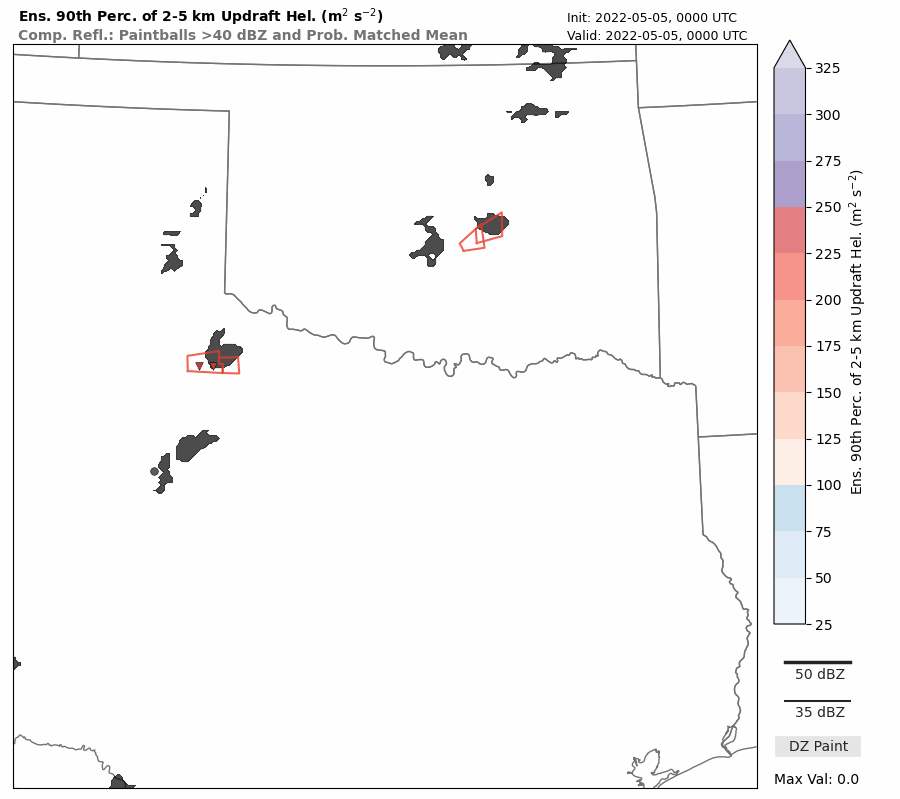 Ens. 90th Perc. of 2-5 km Updraft Hel. (m² s⁻²)
Comp. Refl.: Paintballs >40 dBZ and Prob. Matched Mean
Init: 2022-05-05, 0000 UTC
Valid: 2022-05-05, 0000 UTC
325
300
275
250
225
200
175
150
125
100
75
50
25
Ens. 90th Perc. of 2-5 km Updraft Hel. (m² s⁻²)
50 dBZ
35 dBZ
DZ Paint
Max Val: 0.0